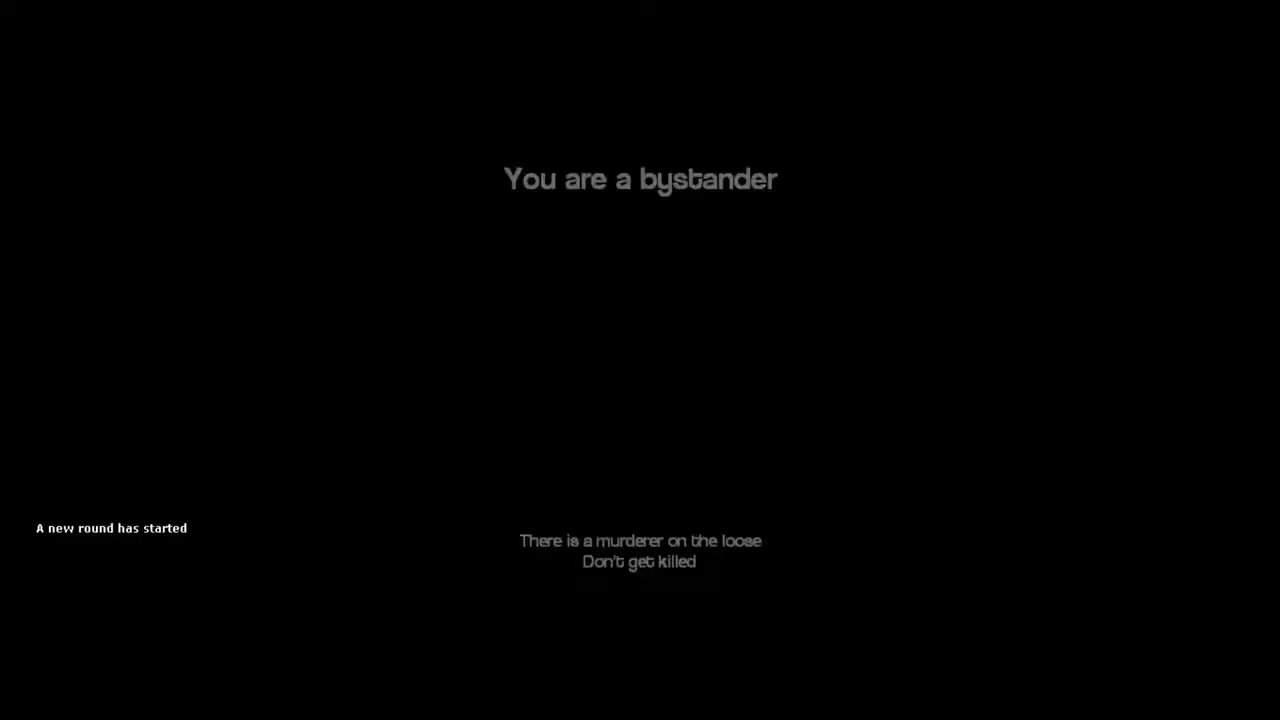 You are a bystander
A new round has started
There is a murderer on the loose
Don't get killed